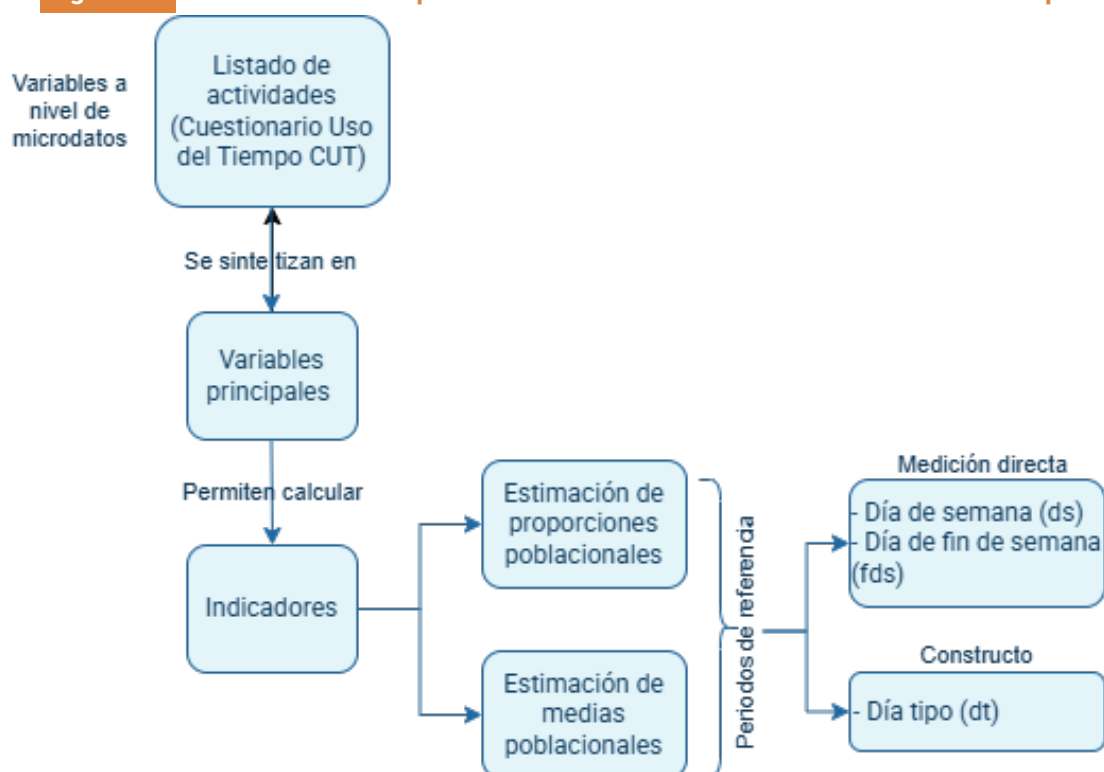 Variables a
nivel de
microdatos
Listado de
actividades
(Cuestionario Uso
del Tiempo CUT)
Se sintetizan en
Variables
principales
Permiten calcular
Indicadores
Estimación de
proporciones
poblacionales
Estimación de
medias
poblacionales
Periodos de referencia
Medición directa
- Día de semana (ds)
- Día de fin de semana
(fds)
Constructo
- Día tipo (dt)